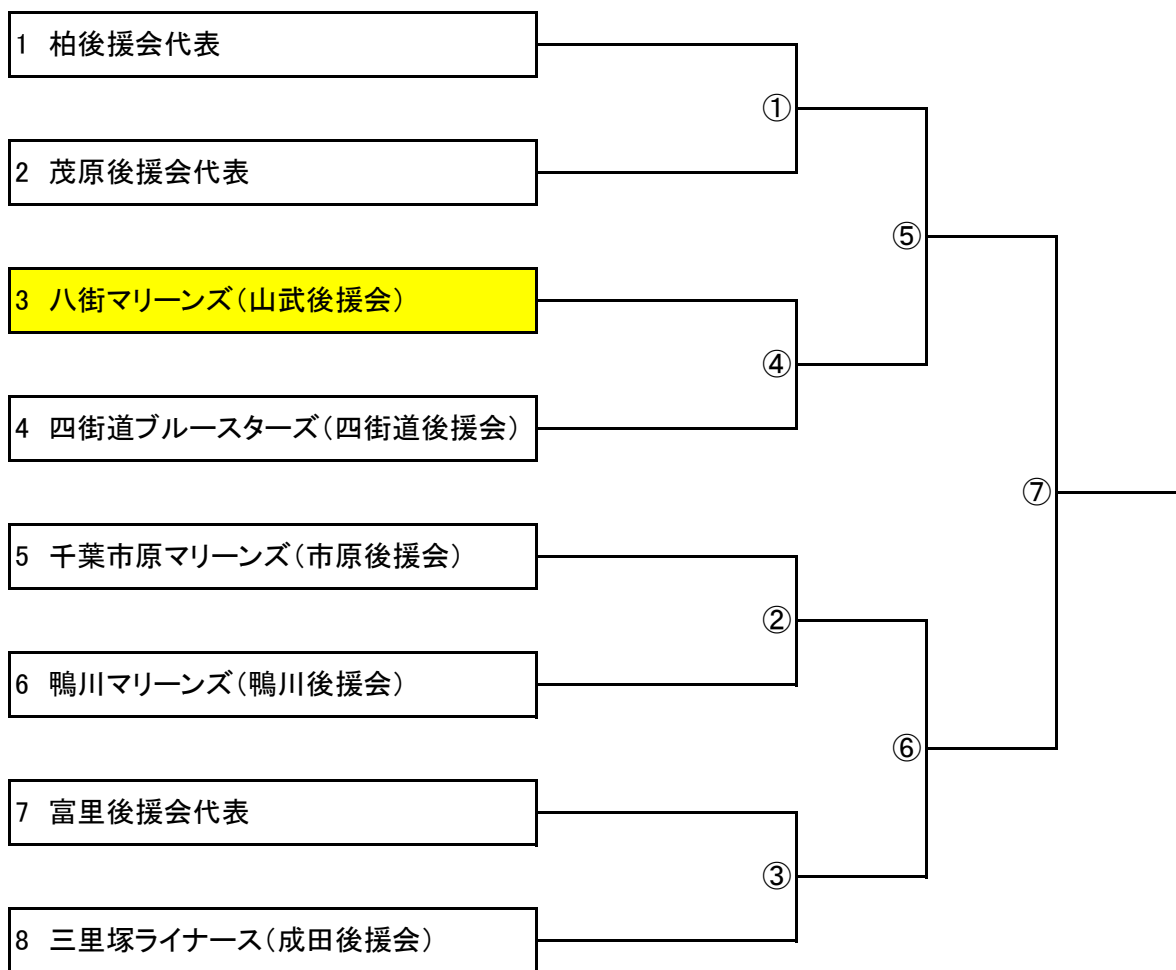 1 柏後援会代表
①
2 茂原後援会代表
⑤
3 八街マリーンズ（山武後援会）
④
4 四街道ブルースターズ（四街道後援会）
⑦
5 千葉市原マリーンズ（市原後援会）
②
6 鴨川マリーンズ（鴨川後援会）
⑥
7 富里後援会代表
③
8 三里塚ライナース（成田後援会）